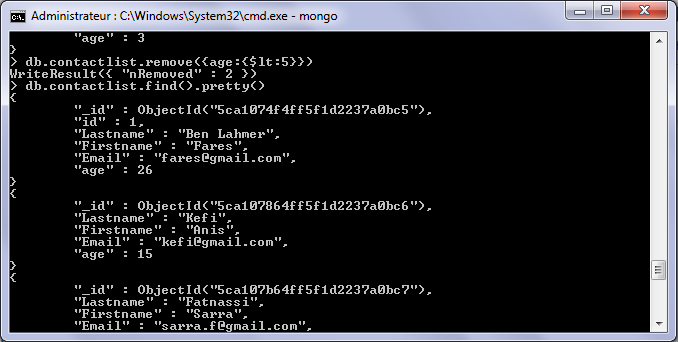 Administrateur : C:\Windows\System32\cmd.exe - mongo
"age" : 3
}
> db.contactlist.remove({age:{$lt:5}})
WriteResult({ "nRemoved" : 2 })
> db.contactlist.find().pretty()
{
"_id" : ObjectId("5ca1074f4ff5f1d2237a0bc5"),
"id" : 1,
"Lastname" : "Ben Lahmer",
"Firstname" : "Fares",
"Email" : "fares@gmail.com",
"age" : 26
}
{
"_id" : ObjectId("5ca107864ff5f1d2237a0bc6"),
"Lastname" : "Kefi",
"Firstname" : "Anis",
"Email" : "kefi@gmail.com",
"age" : 15
}
{
"_id" : ObjectId("5ca107b64ff5f1d2237a0bc7"),
"Lastname" : "Fatnassi",
"Firstname" : "Sarra",
"Email" : "sarra.f@gmail.com",